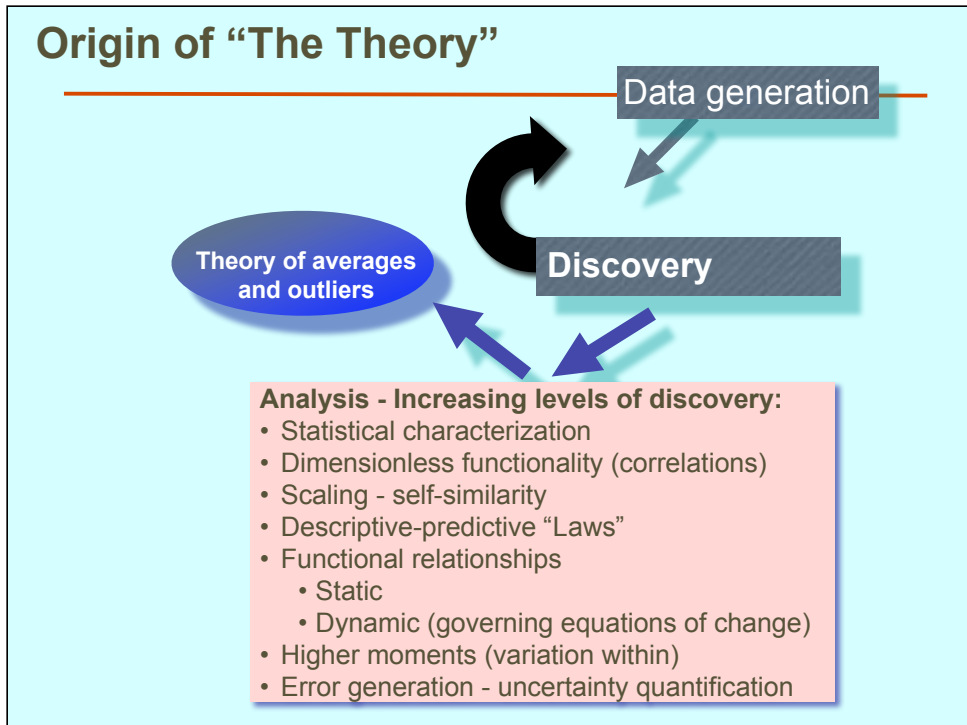 Origin of “The Theory”
Data generation
Discovery
Theory of averages
and outliers
Analysis - Increasing levels of discovery:
• Statistical characterization
• Dimensionless functionality (correlations)
• Scaling - self-similarity
• Descriptive-predictive “Laws”
• Functional relationships
• Static
• Dynamic (governing equations of change)
• Higher moments (variation within)
• Error generation - uncertainty quantification